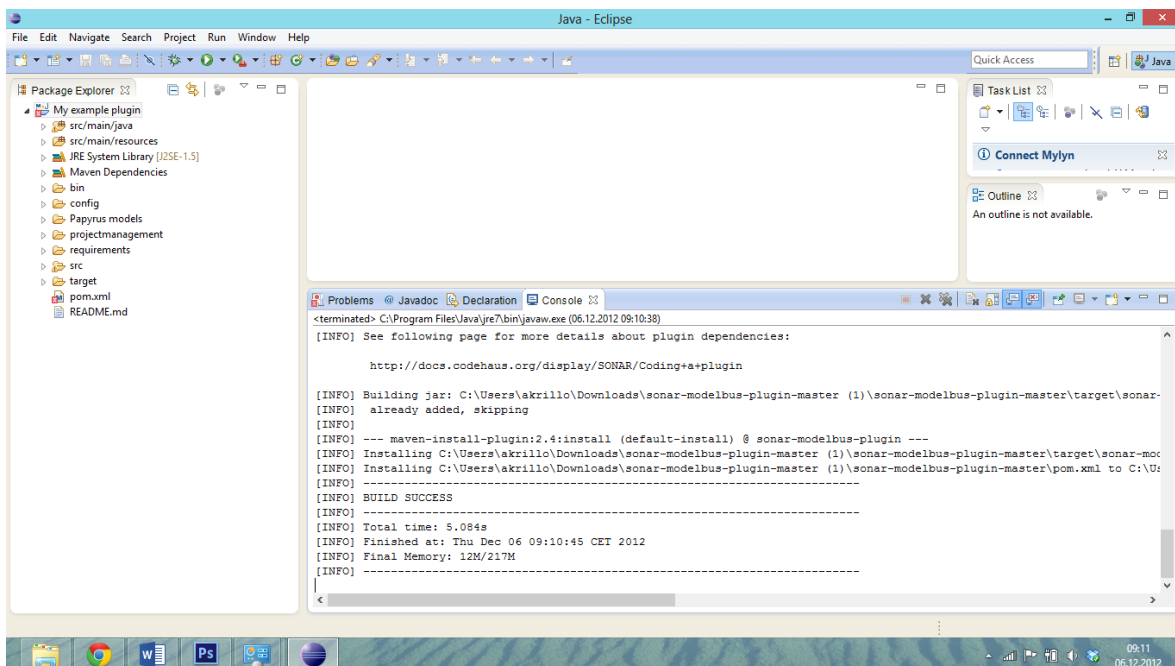 Java - Eclipse
File Edit Navigate Search Project Run Window Help
Quick Access
Java
Package Explorer
My example plugin
src/main/java
src/main/resources
JRE System Library [J2SE-1.5]
Maven Dependencies
bin
config
Papyrus models
projectmanagement
requirements
src
target
pom.xml
README.md
Task List
Connect Mylyn
Outline
An outline is not available.
Problems @ Javadoc Declaration Console
<terminated> C:\Program Files\Java\jre7\bin\javaw.exe (06.12.2012 09:10:38)
[INFO] See following page for more details about plugin dependencies:
http://docs.codehaus.org/display/SONAR/Coding+a+plugin
[INFO] Building jar: C:\Users\akrillo\Downloads\sonar-modelbus-plugin-master (1)\sonar-modelbus-plugin-master\target\sonar-
[INFO] already added, skipping
[INFO]
[INFO] --- maven-install-plugin:2.4:install (default-install) @ sonar-modelbus-plugin ---
[INFO] Installing C:\Users\akrillo\Downloads\sonar-modelbus-plugin-master (1)\sonar-modelbus-plugin-master\target\sonar-mod
[INFO] Installing C:\Users\akrillo\Downloads\sonar-modelbus-plugin-master (1)\sonar-modelbus-plugin-master\pom.xml to C:\Us
[INFO] ------------------------------------------------------------------------
[INFO] BUILD SUCCESS
[INFO] ------------------------------------------------------------------------
[INFO] Total time: 5.084s
[INFO] Finished at: Thu Dec 06 09:10:45 CET 2012
[INFO] Final Memory: 12M/217M
[INFO] ------------------------------------------------------------------------
Ps
09:11
06.12.2012